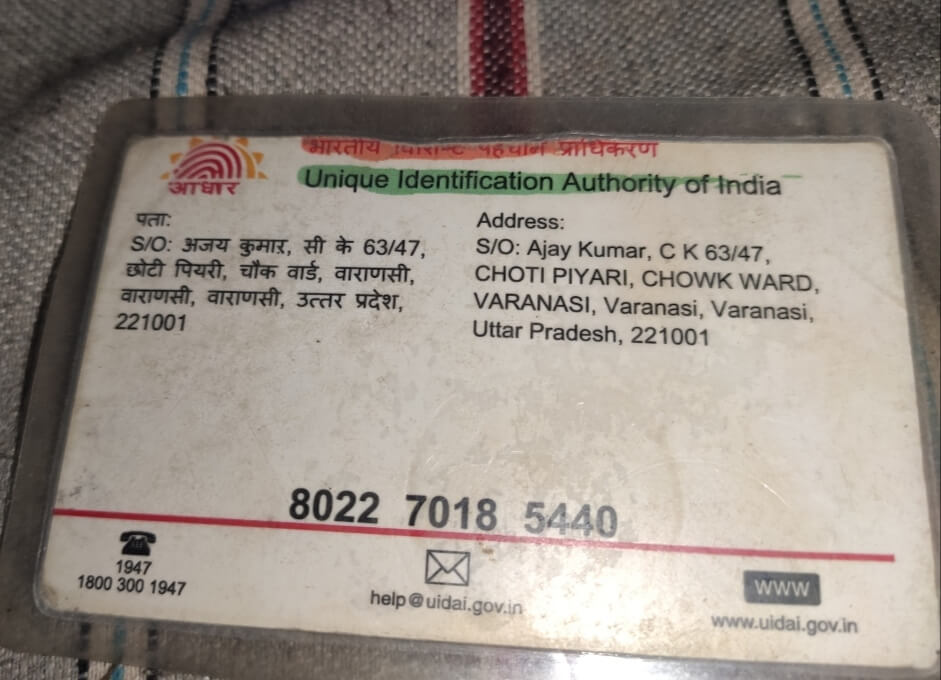 भारतीय विशिष्ट पहचान प्राधिकरण
आधार
Unique Identification Authority of India
पता:
S/O: अजय कुमार, सी के 63/47,
छोटी पियरी, चौक वार्ड, वाराणसी,
वाराणसी, वाराणसी, उत्तर प्रदेश,
221001
Address:
S/O: Ajay Kumar, C K 63/47,
CHOTI PIYARI, CHOWK WARD,
VARANASI, Varanasi, Varanasi,
Uttar Pradesh, 221001
8022 7018 5440
1947
1800 300 1947
help@uidai.gov.in
WWW
www.uidai.gov.in